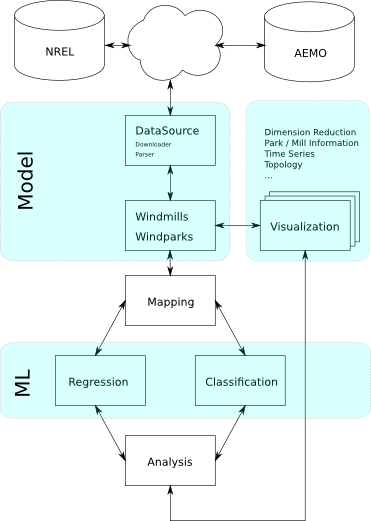 NREL
AEMO
Model
DataSource
Downloader
Parser
Dimension Reduction
Park / Mill Information
Time Series
Topology
...
Windmills
Windparks
Visualization
Mapping
ML
Regression
Classification
Analysis